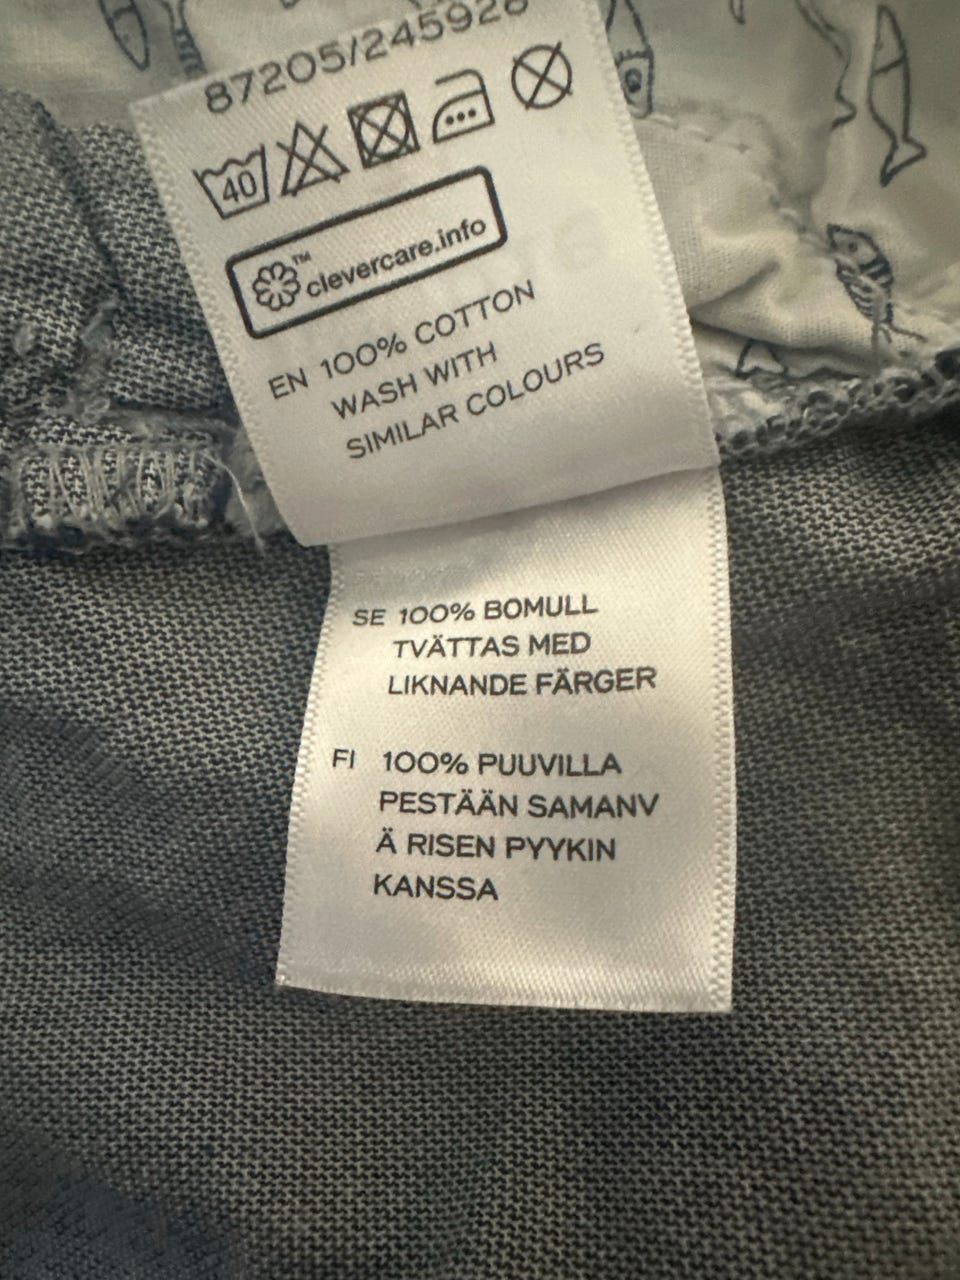 87205/245926
40
™ clevercare.info
EN 100% COTTON
WASH WITH
SIMILAR COLOURS
SE 100% BOMULL
TVÄTTAS MED
LIKNANDE FÄRGER
FI 100% PUUVILLA
PESTÄÄN SAMANV
Ä RISEN PYYKIN
KANSSA